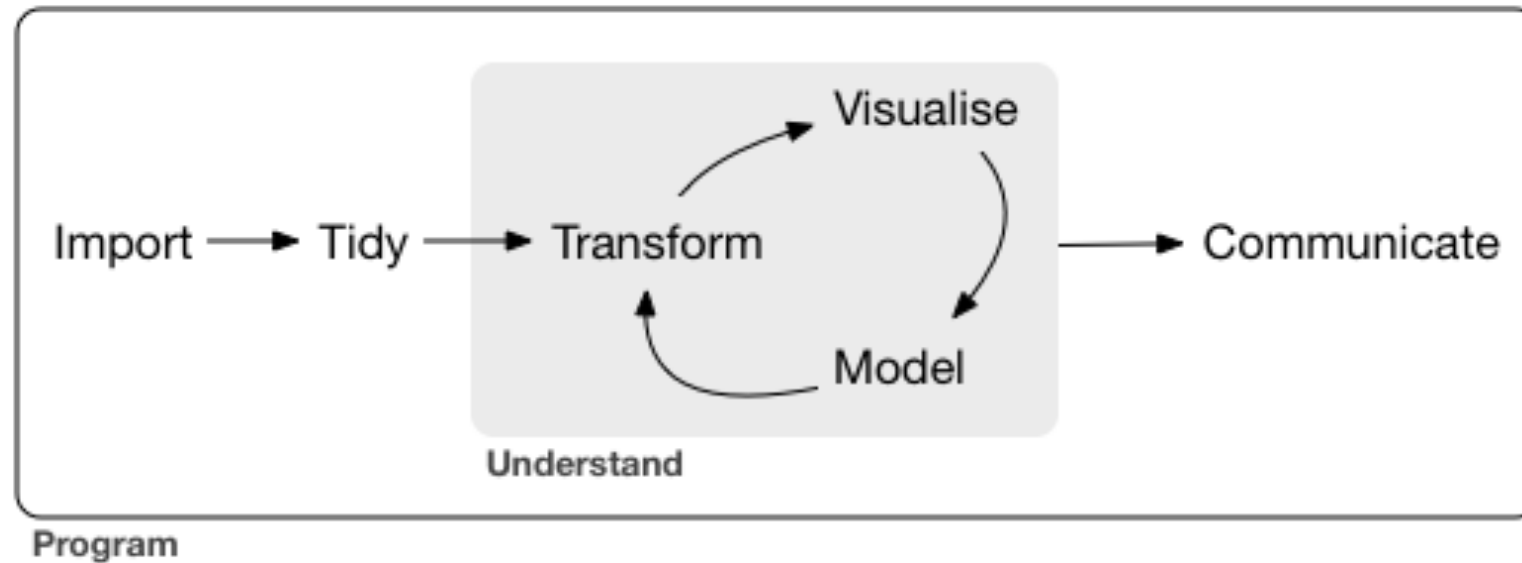 Visualise
Import Tidy Transform Communicate
Model
Understand
Program